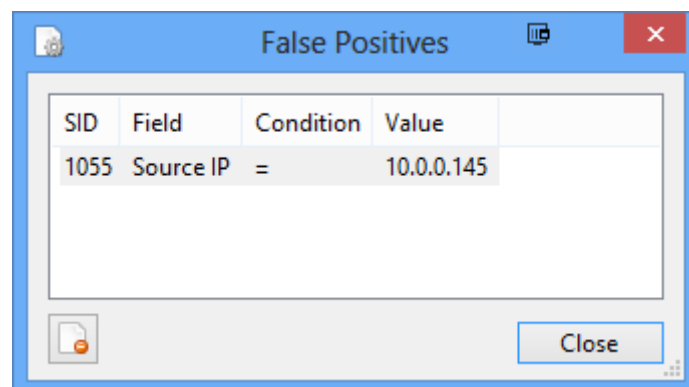 False Positives
SID Field Condition Value
1055 Source IP = 10.0.0.145
Close